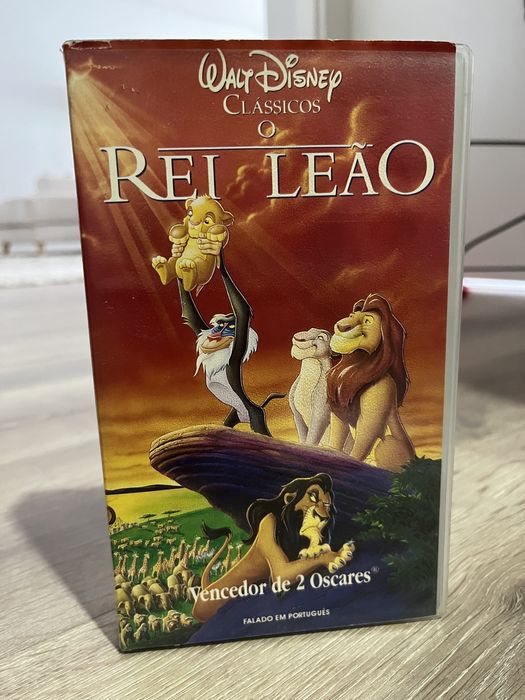 WALT DISNEY
CLÁSSICOS
O
REI LEÃO
Vencedor de 2 Oscares®
FALADO EM PORTUGUÊS